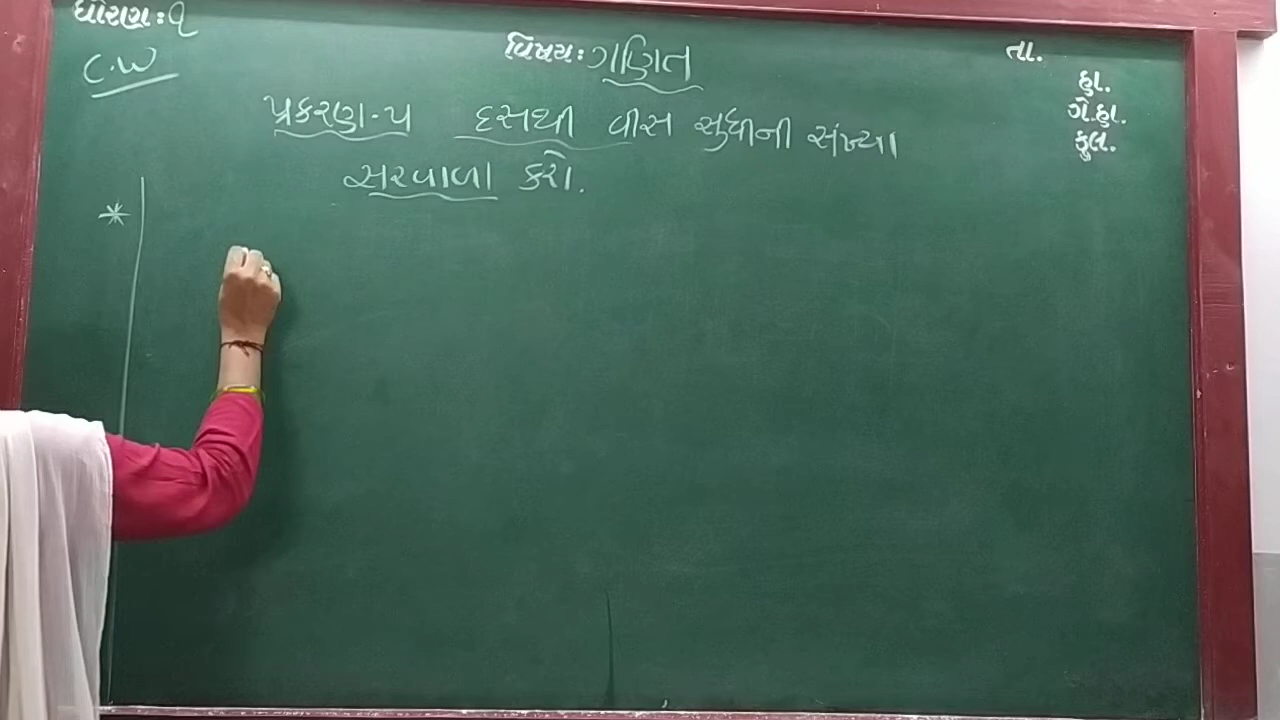 ધોરણ : ૧
C.W
વિષય : ગણિત
તા.
હા.
ગે.હા.
કુલ.
પ્રકરણ - ૫ દસથી વીસ સુધીની સંખ્યા
*
સરવાળા કરો.